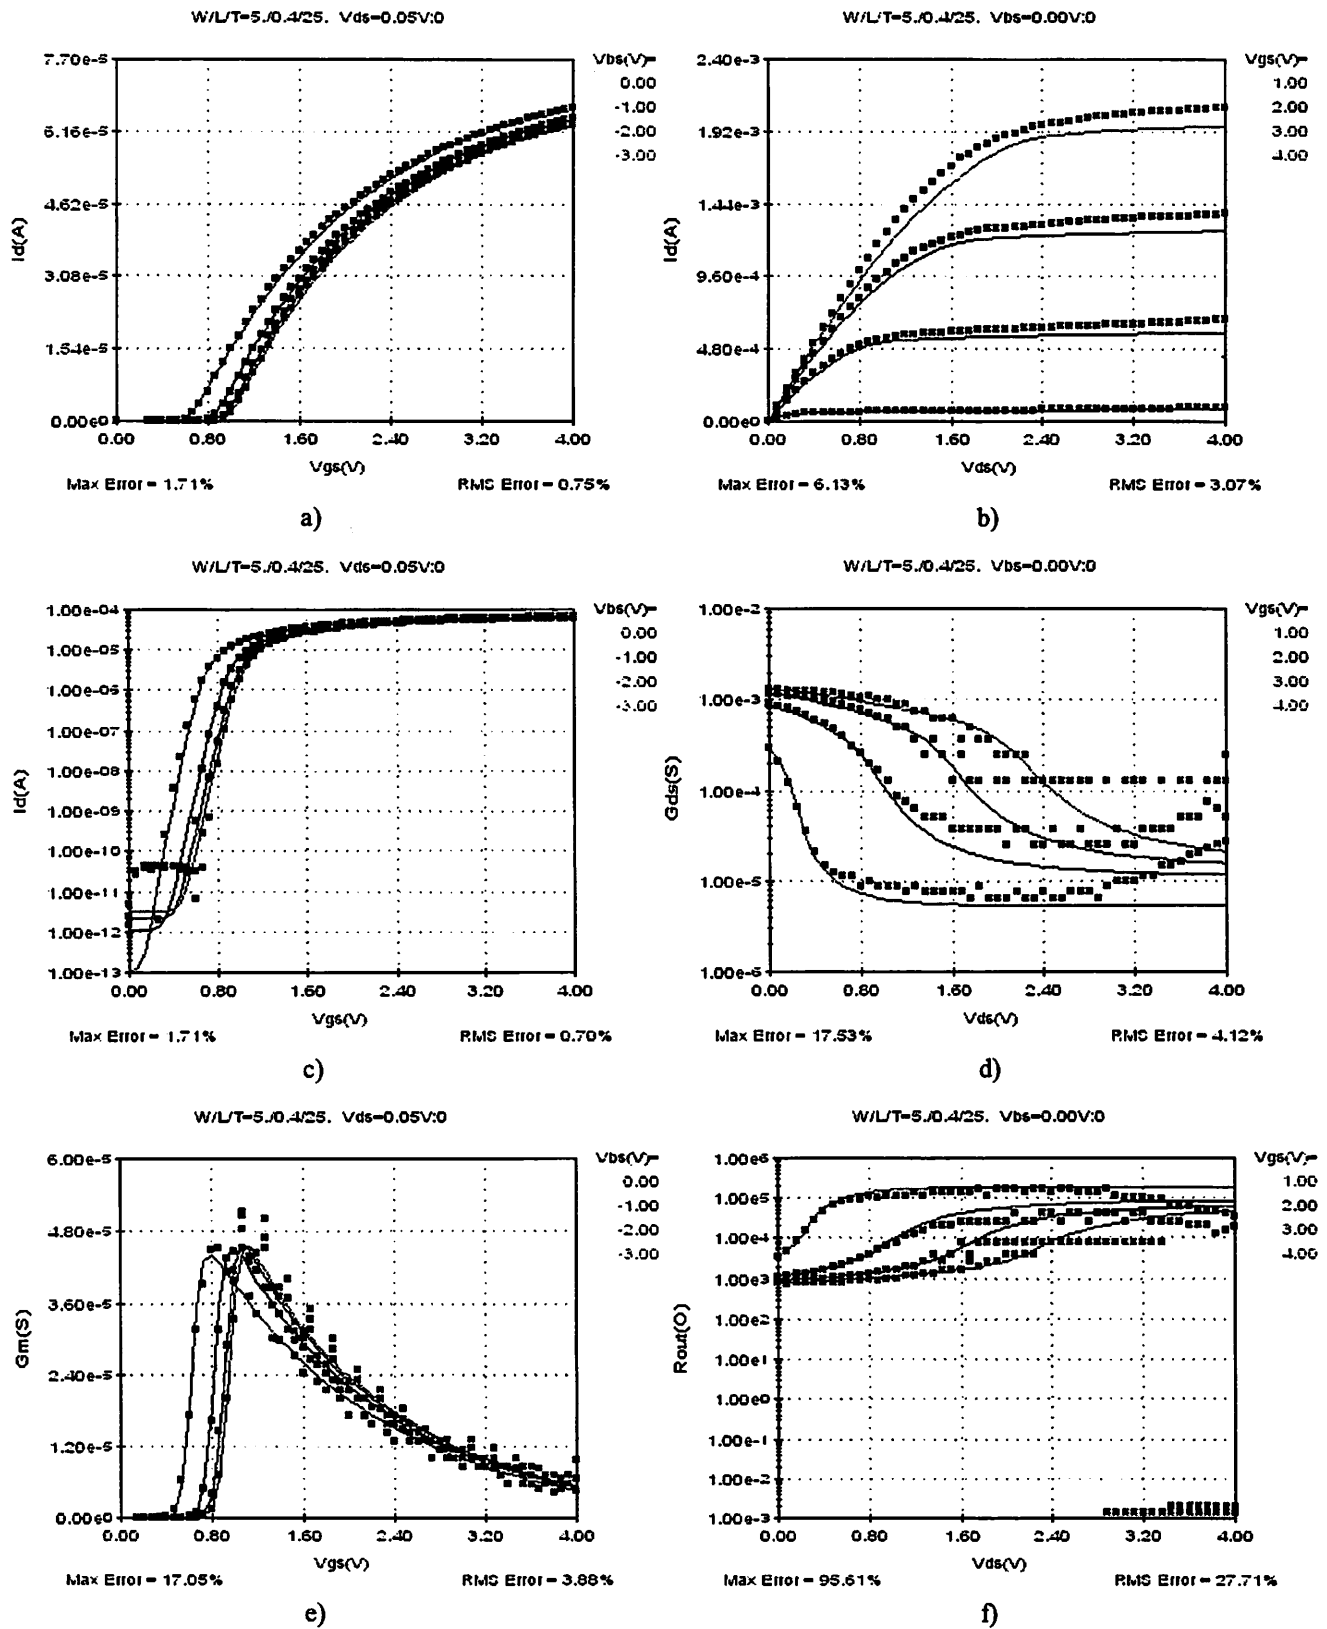 W/L/T=5./0.4/25. Vds=0.05V:0
7.70e-5
6.16e-5
4.62e-5
3.08e-5
1.54e-5
0.00e0
Id(A)
0.00 0.80 1.60 2.40 3.20 4.00
Vgs(V)
Vbs(V)=
0.00
-1.00
-2.00
-3.00
Max Error = 1.71% RMS Error = 0.75%
a)
W/L/T=5./0.4/25. Vbs=0.00V:0
2.40e-3
1.92e-3
1.44e-3
9.60e-4
4.80e-4
0.00e0
Id(A)
0.00 0.80 1.60 2.40 3.20 4.00
Vds(V)
Vgs(V)=
1.00
2.00
3.00
4.00
Max Error = 6.13% RMS Error = 3.07%
b)
W/L/T=5./0.4/25. Vds=0.05V:0
1.00e-04
1.00e-05
1.00e-06
1.00e-07
1.00e-08
1.00e-09
1.00e-10
1.00e-11
1.00e-12
1.00e-13
Id(A)
0.00 0.80 1.60 2.40 3.20 4.00
Vgs(V)
Vbs(V)=
0.00
-1.00
-2.00
-3.00
Max Error = 1.71% RMS Error = 0.70%
c)
W/L/T=5./0.4/25. Vbs=0.00V:0
1.00e-2
1.00e-3
1.00e-4
1.00e-5
1.00e-6
Gds(S)
0.00 0.80 1.60 2.40 3.20 4.00
Vds(V)
Vgs(V)=
1.00
2.00
3.00
4.00
Max Error = 17.53% RMS Error = 4.12%
d)
W/L/T=5./0.4/25. Vds=0.05V:0
6.00e-5
4.80e-5
3.60e-5
2.40e-5
1.20e-5
0.00e0
Gm(S)
0.00 0.80 1.60 2.40 3.20 4.00
Vgs(V)
Vbs(V)=
0.00
-1.00
-2.00
-3.00
Max Error = 17.05% RMS Error = 3.88%
e)
W/L/T=5./0.4/25. Vbs=0.00V:0
1.00e6
1.00e5
1.00e4
1.00e3
1.00e2
1.00e1
1.00e0
1.00e-1
1.00e-2
1.00e-3
Rout(O)
0.00 0.80 1.60 2.40 3.20 4.00
Vds(V)
Vgs(V)=
1.00
2.00
3.00
4.00
Max Error = 95.61% RMS Error = 27.71%
f)